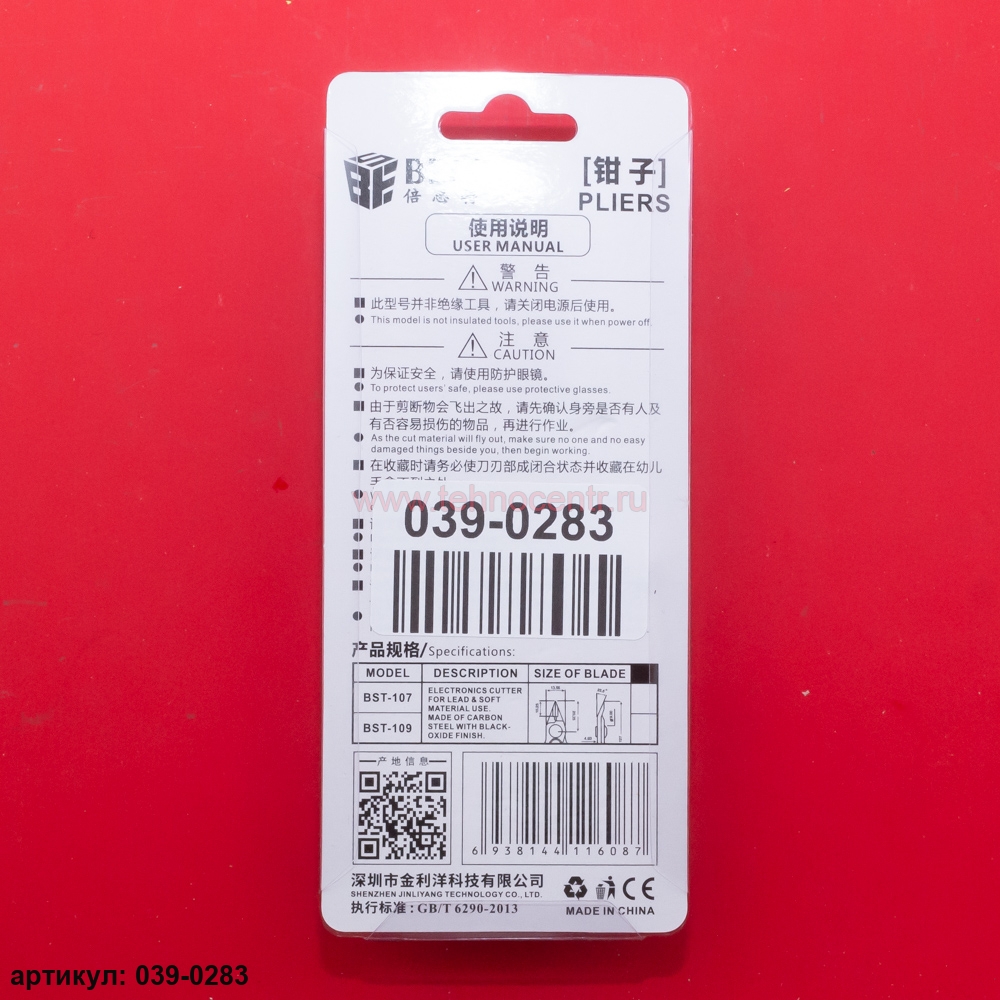 [钳子]
PLIERS
倍思
使用说明
USER MANUAL
警 告
WARNING
此型号并非绝缘工具，请关闭电源后使用。
This model is not insulated tools, please use it when power off.
注 意
CAUTION
为保证安全，请使用防护眼镜。
To protect users' safe, please use protective glasses.
由于剪断物会飞出之故，请先确认身旁是否有人及
有否容易损伤的物品，再进行作业。
As the cut material will fly out, make sure no one and no easy
damaged things beside you, then begin working.
在收藏时请务必使刀刃部成闭合状态并收藏在幼儿
www.tehnocentr.ru
039-0283
产品规格/Specifications:
MODEL DESCRIPTION SIZE OF BLADE
BST-107
BST-109
ELECTRONICS CUTTER
FOR LEAD & SOFT
MATERIAL USE.
MADE OF CARBON
STEEL WITH BLACK-
OXIDE FINISH.
产地信息
6 938144 116087
深圳市金利洋科技有限公司
SHENZHEN JINLIYANG TECHNOLOGY CO., LTD.
执行标准：GB/T 6290-2013
CE
MADE IN CHINA
артикул: 039-0283